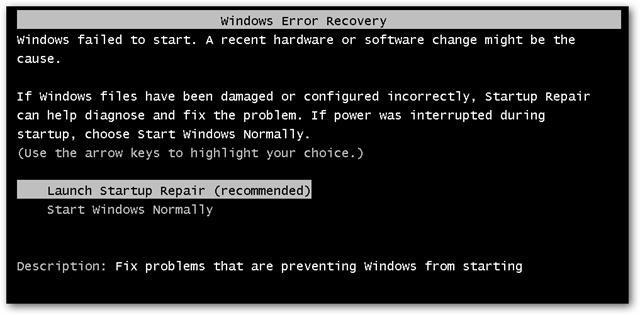 Windows Error Recovery
Windows failed to start. A recent hardware or software change might be the
cause.
If Windows files have been damaged or configured incorrectly, Startup Repair
can help diagnose and fix the problem. If power was interrupted during
startup, choose Start Windows Normally.
(Use the arrow keys to highlight your choice.)
Launch Startup Repair (recommended)
Start Windows Normally
Description: Fix problems that are preventing Windows from starting